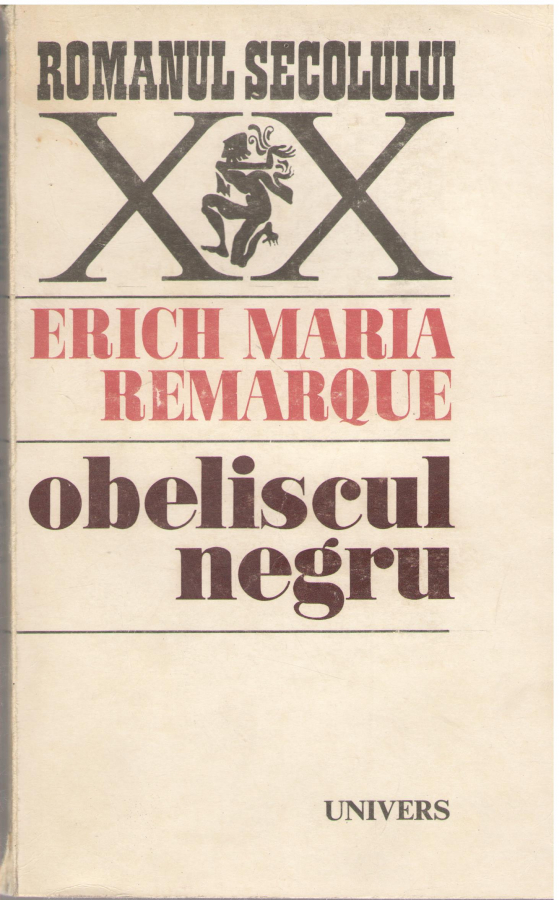 ROMANUL SECOLULUI
XX
ERICH MARIA
REMARQUE
obeliscul
negru
UNIVERS